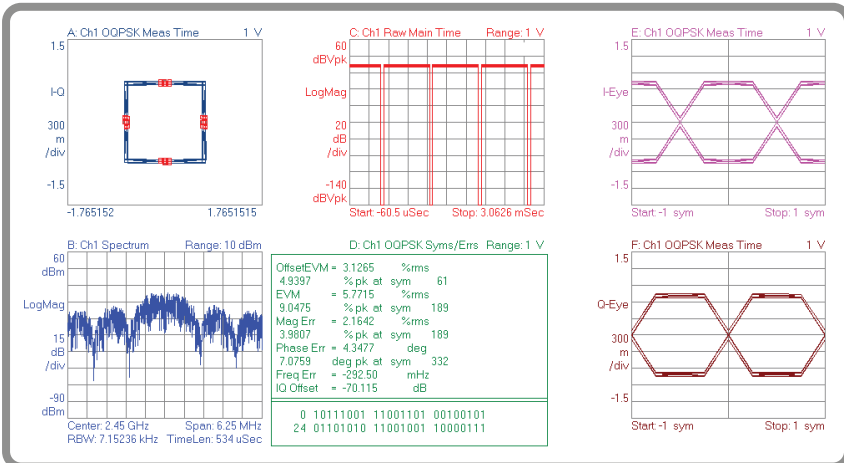 A: Ch1 OQPSK Meas Time 1 V
1.5
I-Q
300
m
/div
-1.5
-1.765152 1.7651515
C: Ch1 Raw Main Time Range: 1 V
60
dBVpk
LogMag
20
dB
/div
-140
dBVpk
Start: -60.5 uSec Stop: 3.0626 mSec
E: Ch1 OQPSK Meas Time 1 V
1.5
I-Eye
300
m
/div
-1.5
Start: -1 sym Stop: 1 sym
B: Ch1 Spectrum Range: 10 dBm
60
dBm
LogMag
15
dB
/div
-90
dBm
Center: 2.45 GHz Span: 6.25 MHz
RBW: 7.15236 kHz TimeLen: 534 uSec
D: Ch1 OQPSK Syms/Errs Range: 1 V
OffsetEVM = 3.1265 %rms
4.9397 %pk at sym 61
EVM = 5.7715 %rms
9.0475 %pk at sym 189
Mag Err = 2.1642 %rms
3.9807 %pk at sym 189
Phase Err = 4.3477 deg
7.0759 deg pk at sym 332
Freq Err = -292.50 mHz
IQ Offset = -70.115 dB
0 10111001 11001101 00100101
24 01101010 11001001 10000111
F: Ch1 OQPSK Meas Time 1 V
1.5
Q-Eye
300
m
/div
-1.5
Start: -1 sym Stop: 1 sym